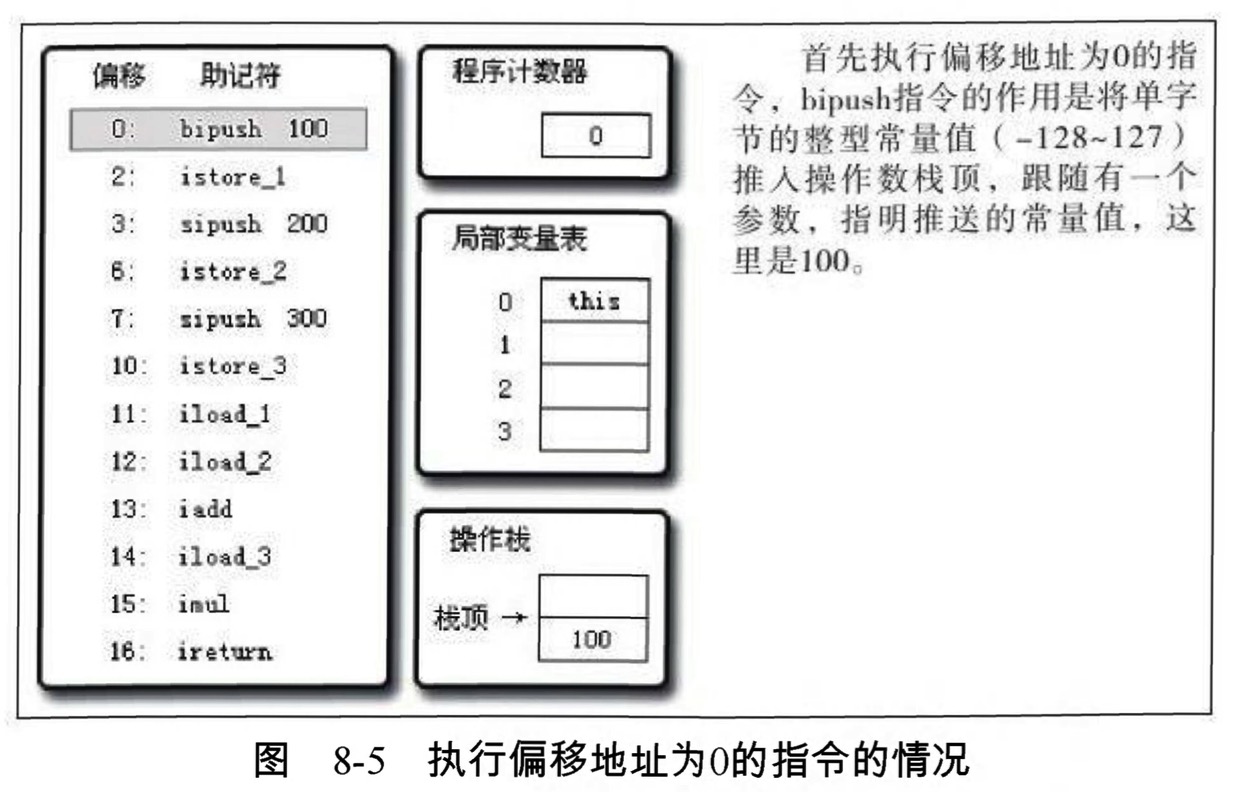 偏移 助记符
0: bipush 100
2: istore_1
3: sipush 200
6: istore_2
7: sipush 300
10: istore_3
11: iload_1
12: iload_2
13: iadd
14: iload_3
15: imul
16: ireturn
程序计数器
0
局部变量表
0 this
1
2
3
操作栈
栈顶 →
100
首先执行偏移地址为0的指
令，bipush指令的作用是将单字
节的整型常量值（-128~127）
推入操作数栈顶，跟随有一个
参数，指明推送的常量值，这
里是100。
图 8-5 执行偏移地址为0的指令的情况